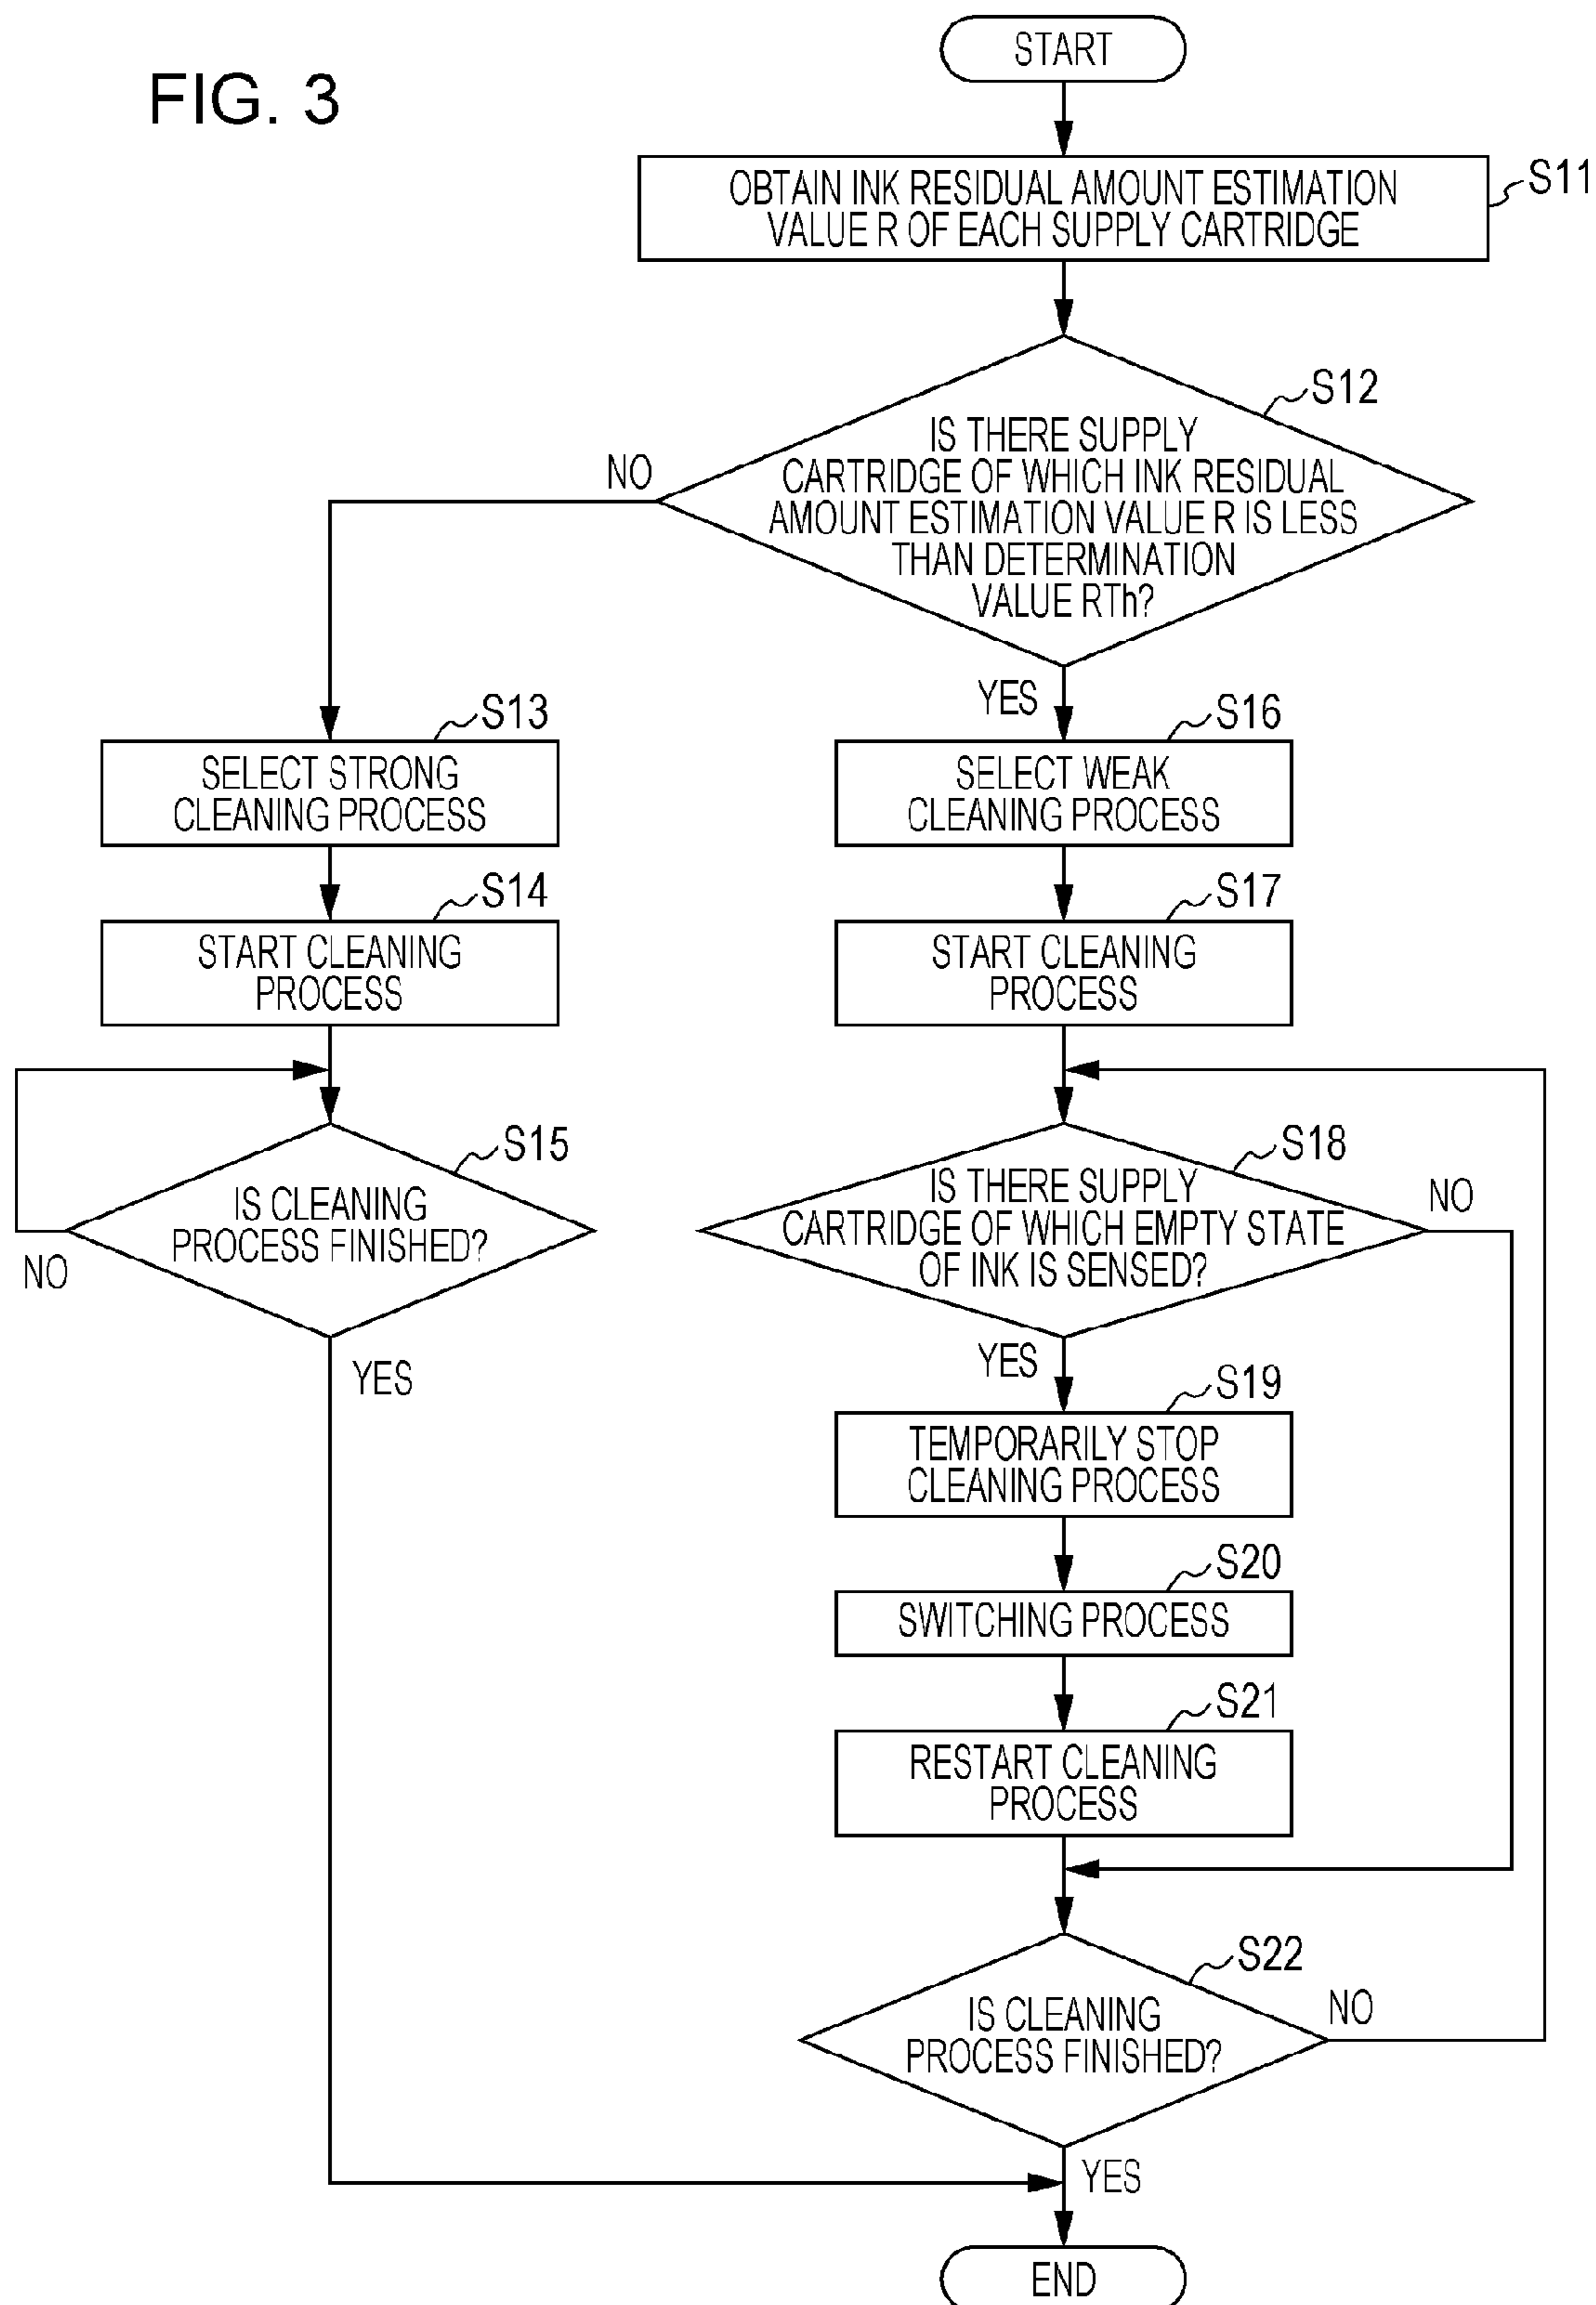 FIG. 3
START
OBTAIN INK RESIDUAL AMOUNT ESTIMATION
VALUE R OF EACH SUPPLY CARTRIDGE
S11
S12
IS THERE SUPPLY
CARTRIDGE OF WHICH INK RESIDUAL
AMOUNT ESTIMATION VALUE R IS LESS
THAN DETERMINATION
VALUE RTh?
NO
YES
S13
SELECT STRONG
CLEANING PROCESS
S14
START CLEANING
PROCESS
S15
IS CLEANING
PROCESS FINISHED?
NO
YES
S16
SELECT WEAK
CLEANING PROCESS
S17
START CLEANING
PROCESS
S18
IS THERE SUPPLY
CARTRIDGE OF WHICH EMPTY STATE
OF INK IS SENSED?
NO
YES
S19
TEMPORARILY STOP
CLEANING PROCESS
S20
SWITCHING PROCESS
S21
RESTART CLEANING
PROCESS
S22
IS CLEANING
PROCESS FINISHED?
NO
YES
END